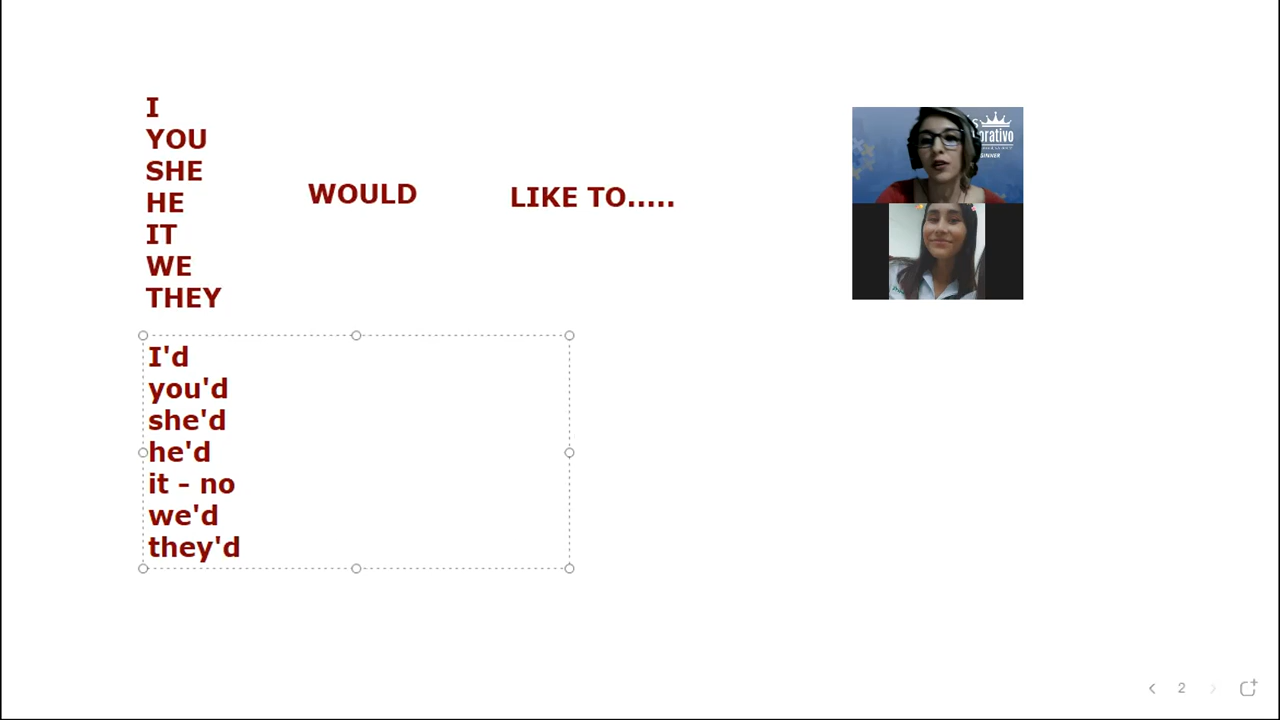 I
YOU
SHE
HE
IT
WE
THEY
WOULD
LIKE TO.....
I'd
you'd
she'd
he'd
it - no
we'd
they'd
2